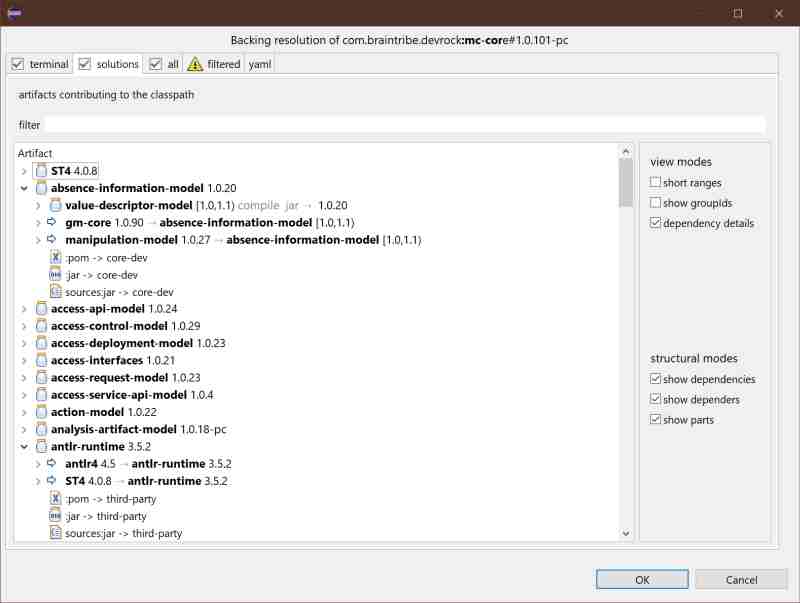 Backing resolution of com.braintribe.devrock:mc-core#1.0.101-pc
terminal solutions all filtered yaml
artifacts contributing to the classpath
filter
Artifact
ST4 4.0.8
absence-information-model 1.0.20
value-descriptor-model [1.0,1.1) compile jar → 1.0.20
gm-core 1.0.90 → absence-information-model [1.0,1.1)
manipulation-model 1.0.27 → absence-information-model [1.0,1.1)
:pom -> core-dev
:jar -> core-dev
sources:jar -> core-dev
access-api-model 1.0.24
access-control-model 1.0.29
access-deployment-model 1.0.23
access-interfaces 1.0.21
access-request-model 1.0.23
access-service-api-model 1.0.4
action-model 1.0.22
analysis-artifact-model 1.0.18-pc
antlr-runtime 3.5.2
antlr4 4.5 → antlr-runtime 3.5.2
ST4 4.0.8 → antlr-runtime 3.5.2
:pom -> third-party
:jar -> third-party
sources:jar -> third-party
view modes
short ranges
show groupIds
dependency details
structural modes
show dependencies
show dependers
show parts
OK Cancel